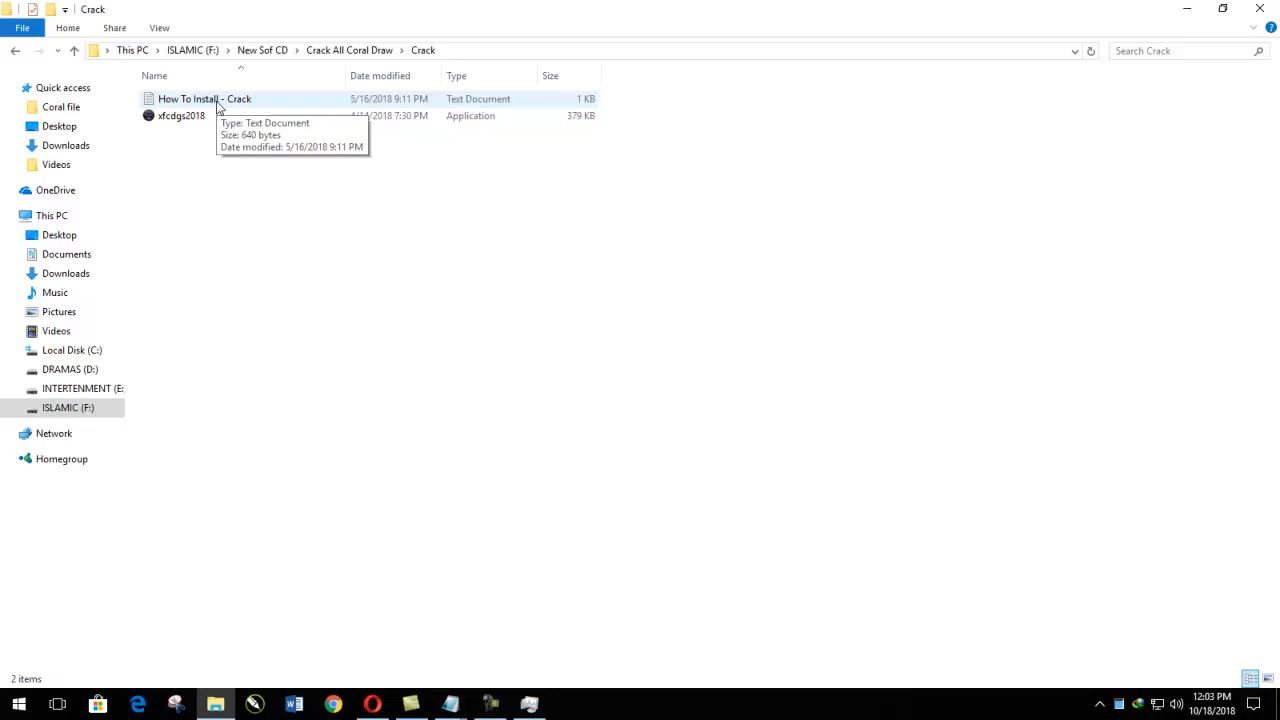 Crack
File Home Share View
This PC ISLAMIC (F:) New Sof CD Crack All Coral Draw Crack Search Crack
Name Date modified Type Size
How To Install - Crack 5/16/2018 9:11 PM Text Document 1 KB
xfcdgs2018 7:30 PM Application 379 KB
Type: Text Document
Size: 640 bytes
Date modified: 5/16/2018 9:11 PM
Quick access
Coral file
Desktop
Downloads
Videos
OneDrive
This PC
Desktop
Documents
Downloads
Music
Pictures
Videos
Local Disk (C:)
DRAMAS (D:)
INTERTENMENT (E:
ISLAMIC (F:)
Network
Homegroup
2 items
12:03 PM
10/18/2018